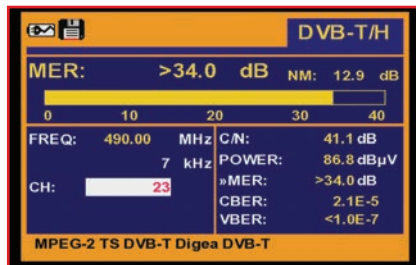 DVB-T/H
MER: >34.0 dB NM: 12.9 dB
0 10 20 30 40
FREQ: 490.00 MHz
7 kHz
CH: 23
C/N: 41.1 dB
POWER: 86.8 dBµV
»MER: >34.0 dB
CBER: 2.1E-5
VBER: <1.0E-7
MPEG-2 TS DVB-T Digea DVB-T